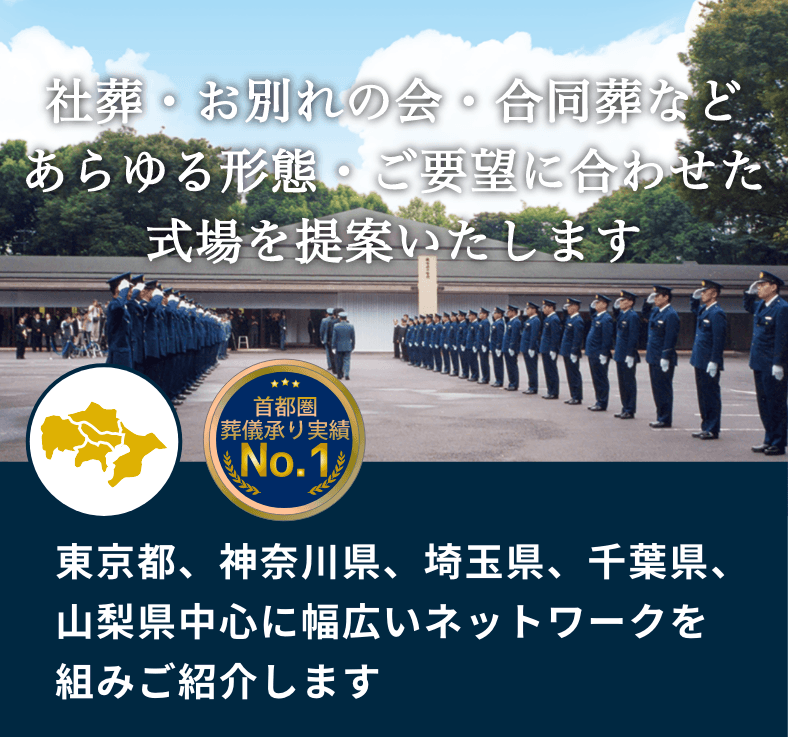 社葬・お別れの会・合同葬など
あらゆる形態・ご要望に合わせた
式場を提案いたします
首都圏
葬儀承り実績
No.1
東京都、神奈川県、埼玉県、千葉県、
山梨県中心に幅広いネットワークを
組みご紹介します